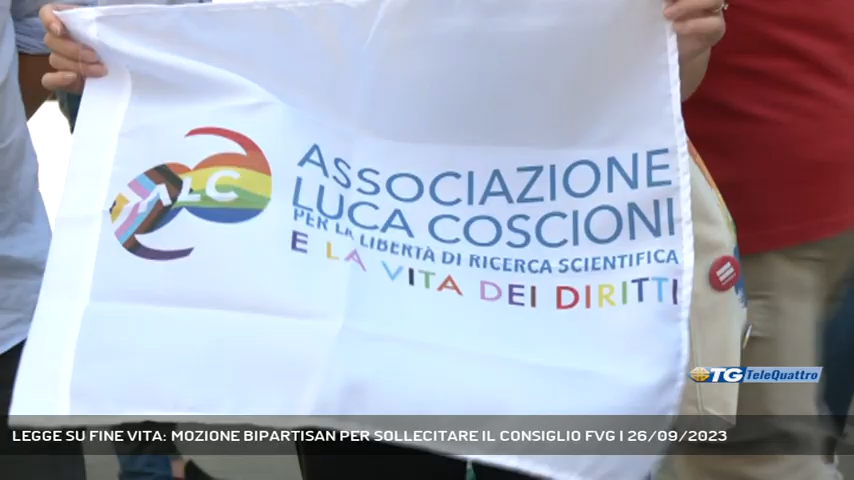 ALC
ASSOCIAZIONE
LUCA COSCIONI
PER LA LIBERTÀ DI RICERCA SCIENTIFICA
E LA VITA DEI DIRITTI
TG TeleQuattro
LEGGE SU FINE VITA: MOZIONE BIPARTISAN PER SOLLECITARE IL CONSIGLIO FVG | 26/09/2023